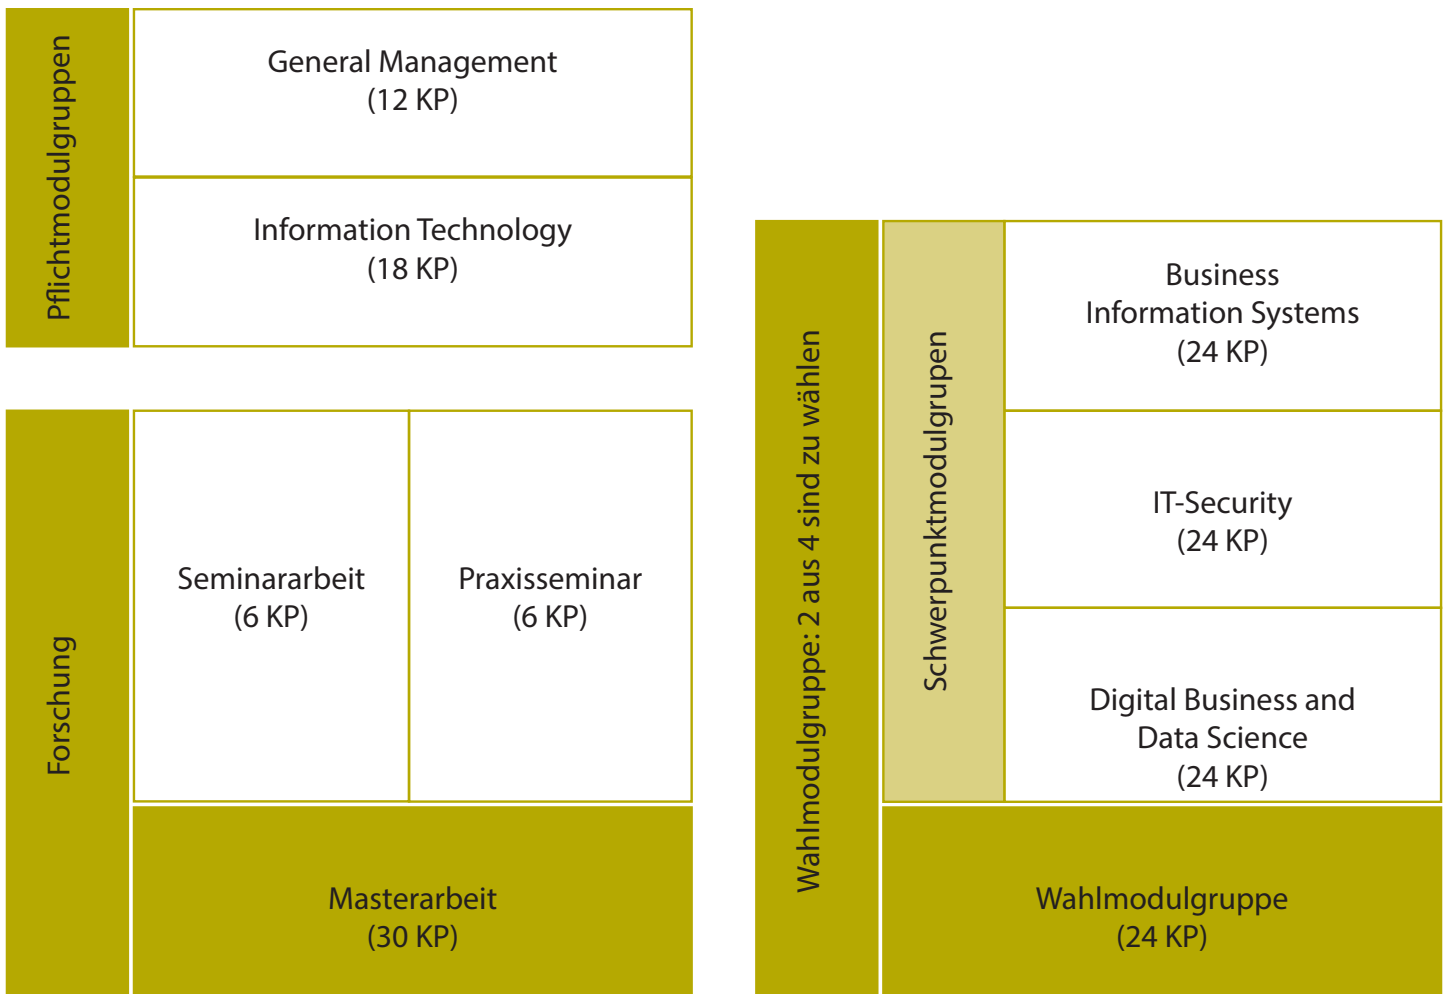 Pflichtmodulgruppen
General Management
(12 KP)
Information Technology
(18 KP)
Forschung
Seminararbeit
(6 KP)
Praxisseminar
(6 KP)
Masterarbeit
(30 KP)
Wahlmodulgruppe: 2 aus 4 sind zu wählen
Schwerpunktmodulgrupen
Business
Information Systems
(24 KP)
IT-Security
(24 KP)
Digital Business and
Data Science
(24 KP)
Wahlmodulgruppe
(24 KP)